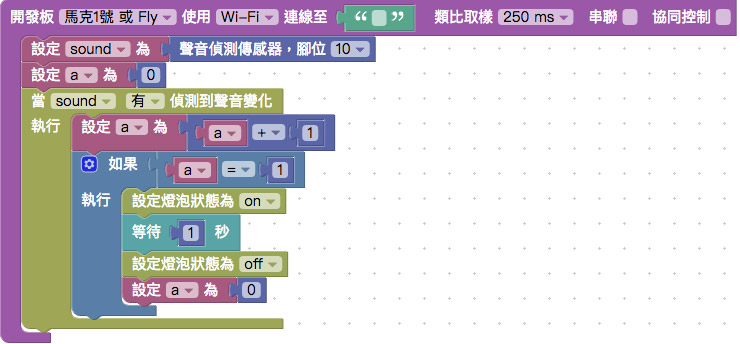 開發板 馬克1號 或 Fly 使用 Wi-Fi 連線至 “ ” 類比取樣 250 ms 串聯 協同控制
設定 sound 為 聲音偵測傳感器，腳位 10
設定 a 為 0
當 sound 有 偵測到聲音變化
執行 設定 a 為 a + 1
如果 a = 1
執行 設定燈泡狀態為 on
等待 1 秒
設定燈泡狀態為 off
設定 a 為 0